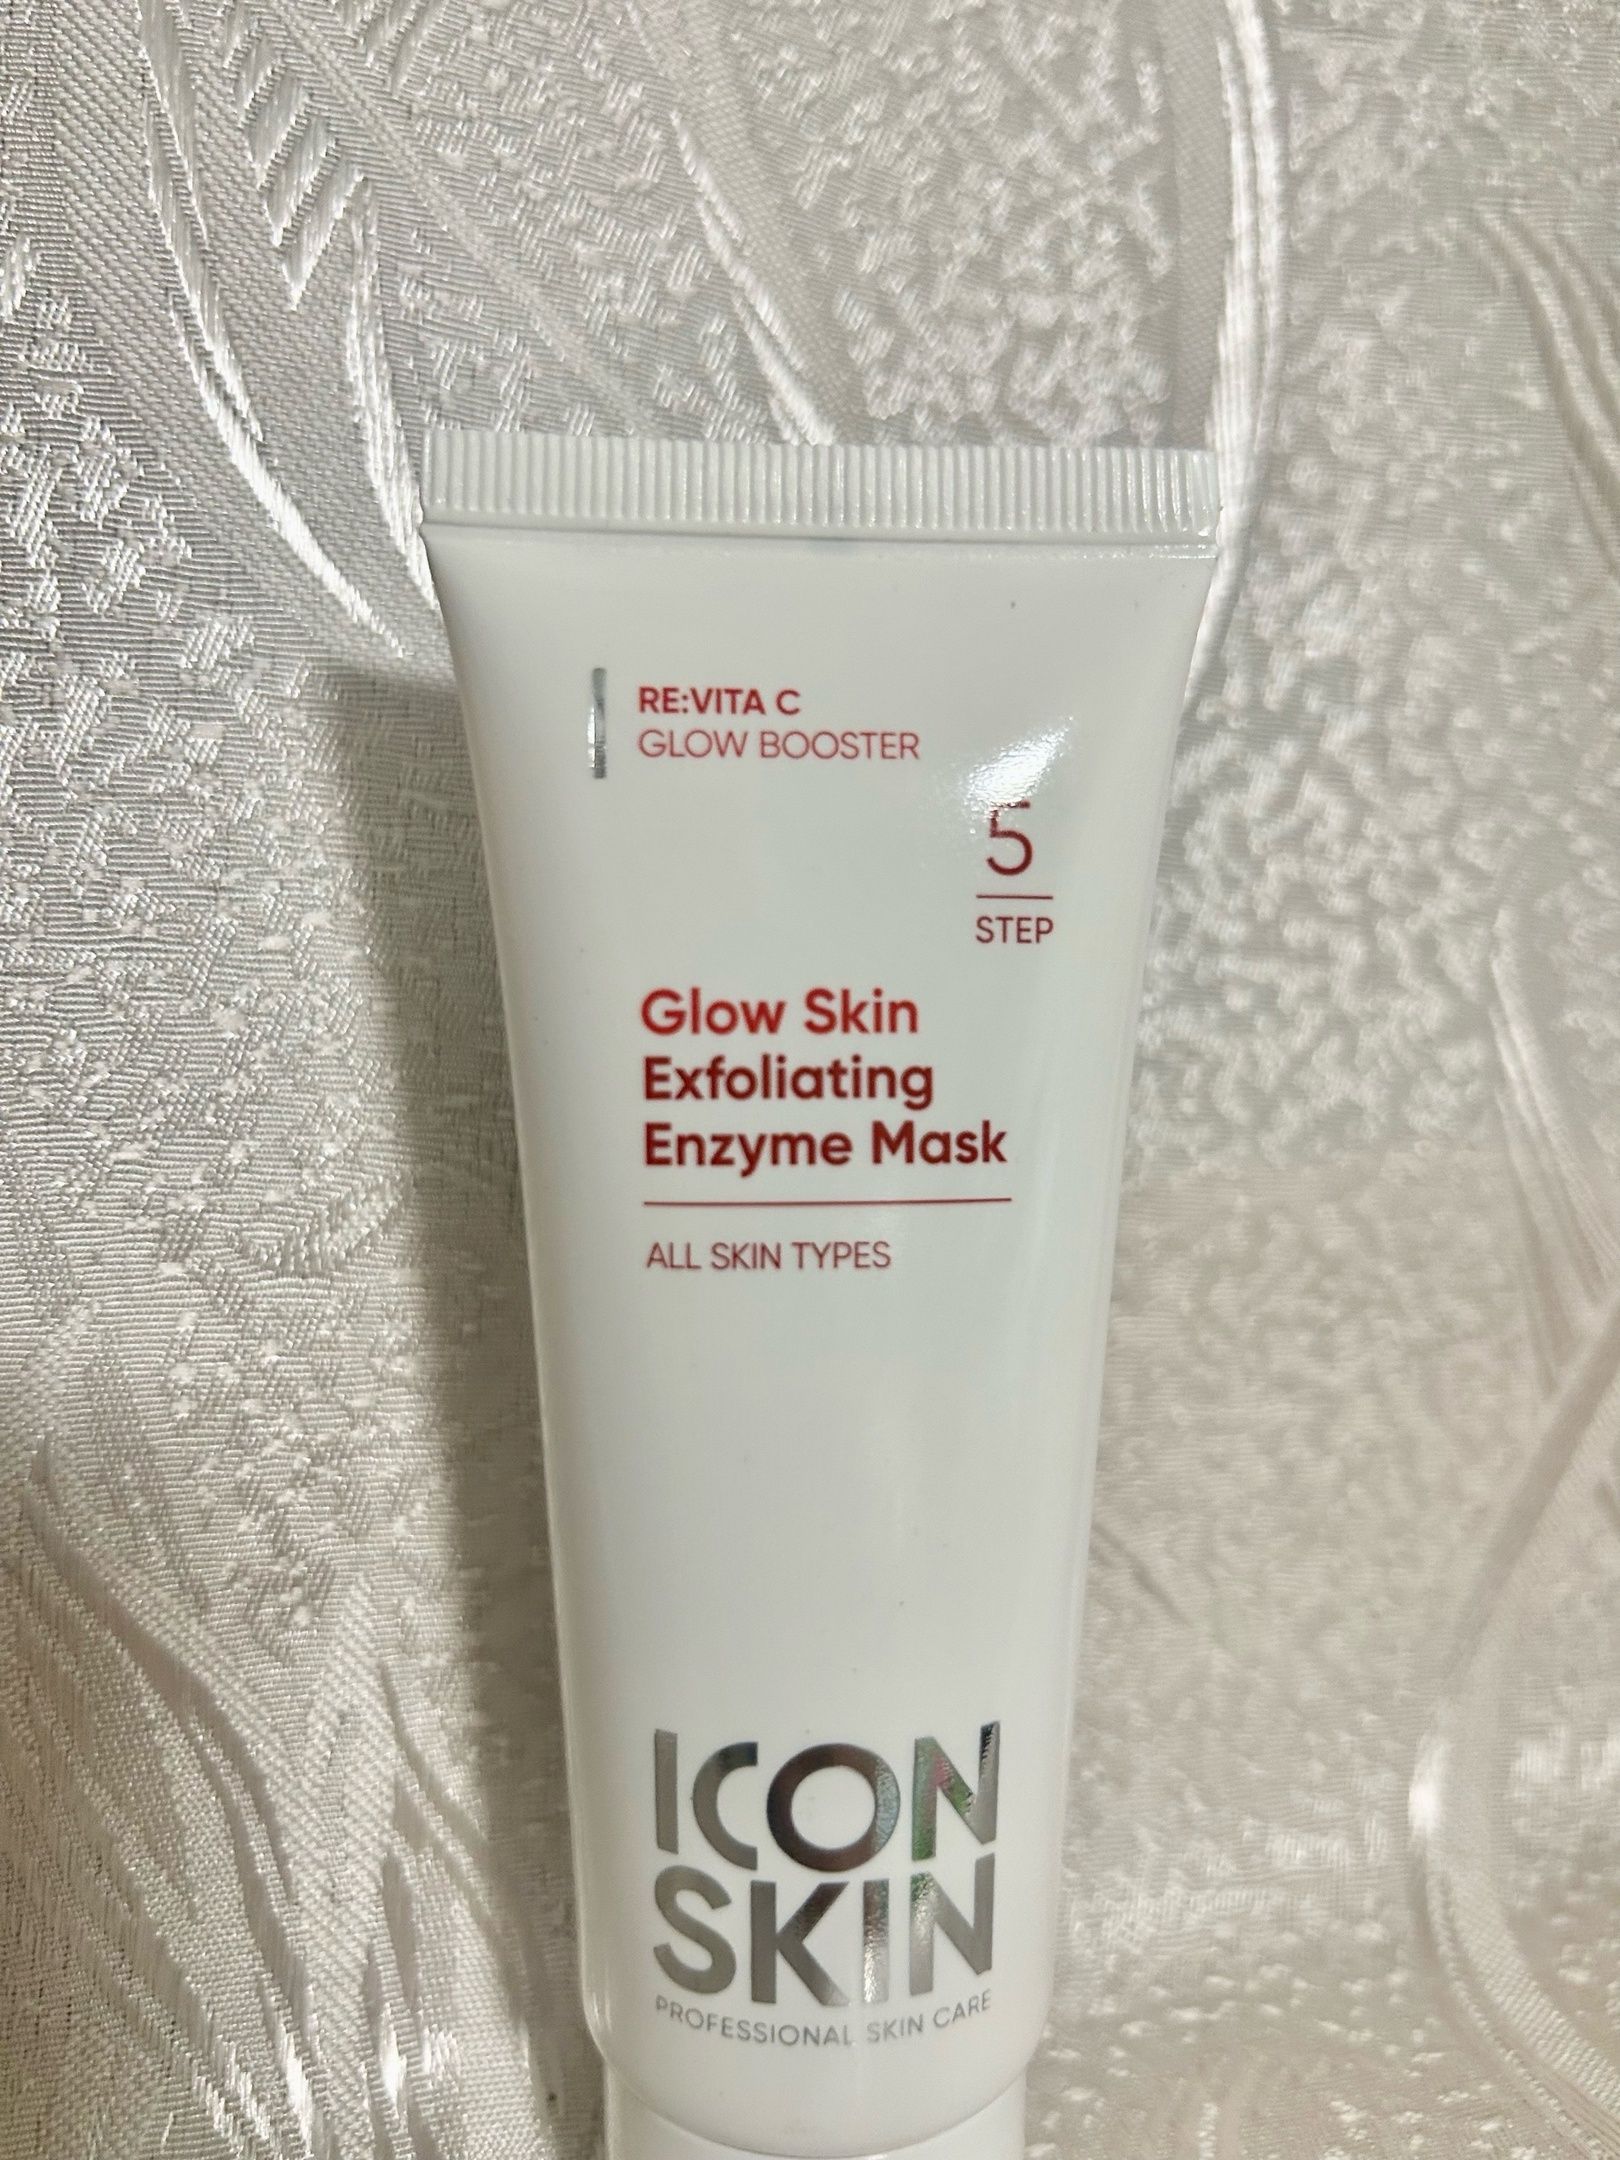 RE:VITA C
GLOW BOOSTER
5
STEP
Glow Skin
Exfoliating
Enzyme Mask
ALL SKIN TYPES
ICON
SKIN
PROFESSIONAL SKIN CARE